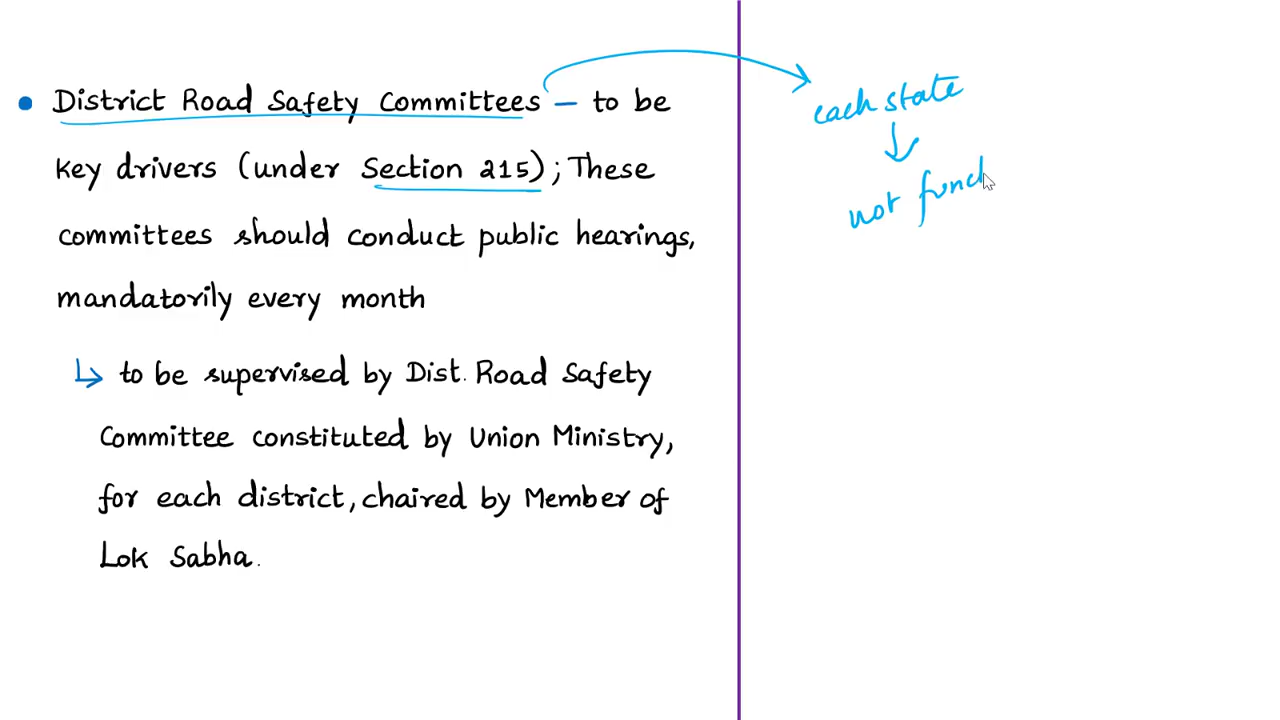 District Road Safety Committees – to be
key drivers (under Section 215); These
committees should conduct public hearings,
mandatorily every month
↳ to be supervised by Dist. Road Safety
Committee constituted by Union Ministry,
for each district, chaired by Member of
Lok Sabha.
each state
not funct